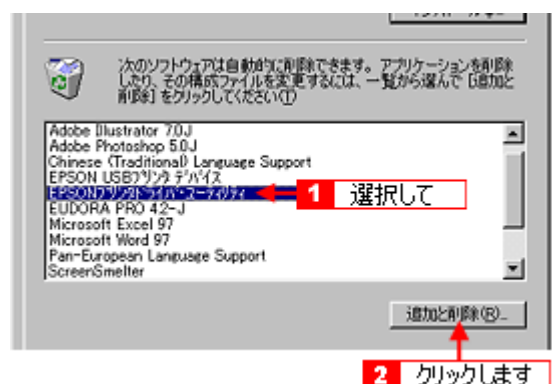 次のソフトウェアは自動的に削除できます。アプリケーションを削除
したり、その構成ファイルを変更するには、一覧から選んで [追加と
削除] をクリックしてください(T)
Adobe Illustrator 7.0J
Adobe Photoshop 5.0J
Chinese (Traditional) Language Support
EPSON USBプリンタ デバイス
EPSONプリンタドライバ・ユーティリティ
1 選択して
EUDORA PRO 4.2-J
Microsoft Excel 97
Microsoft Word 97
Pan-European Language Support
ScreenSmelter
追加と削除(R)...
2 クリックします